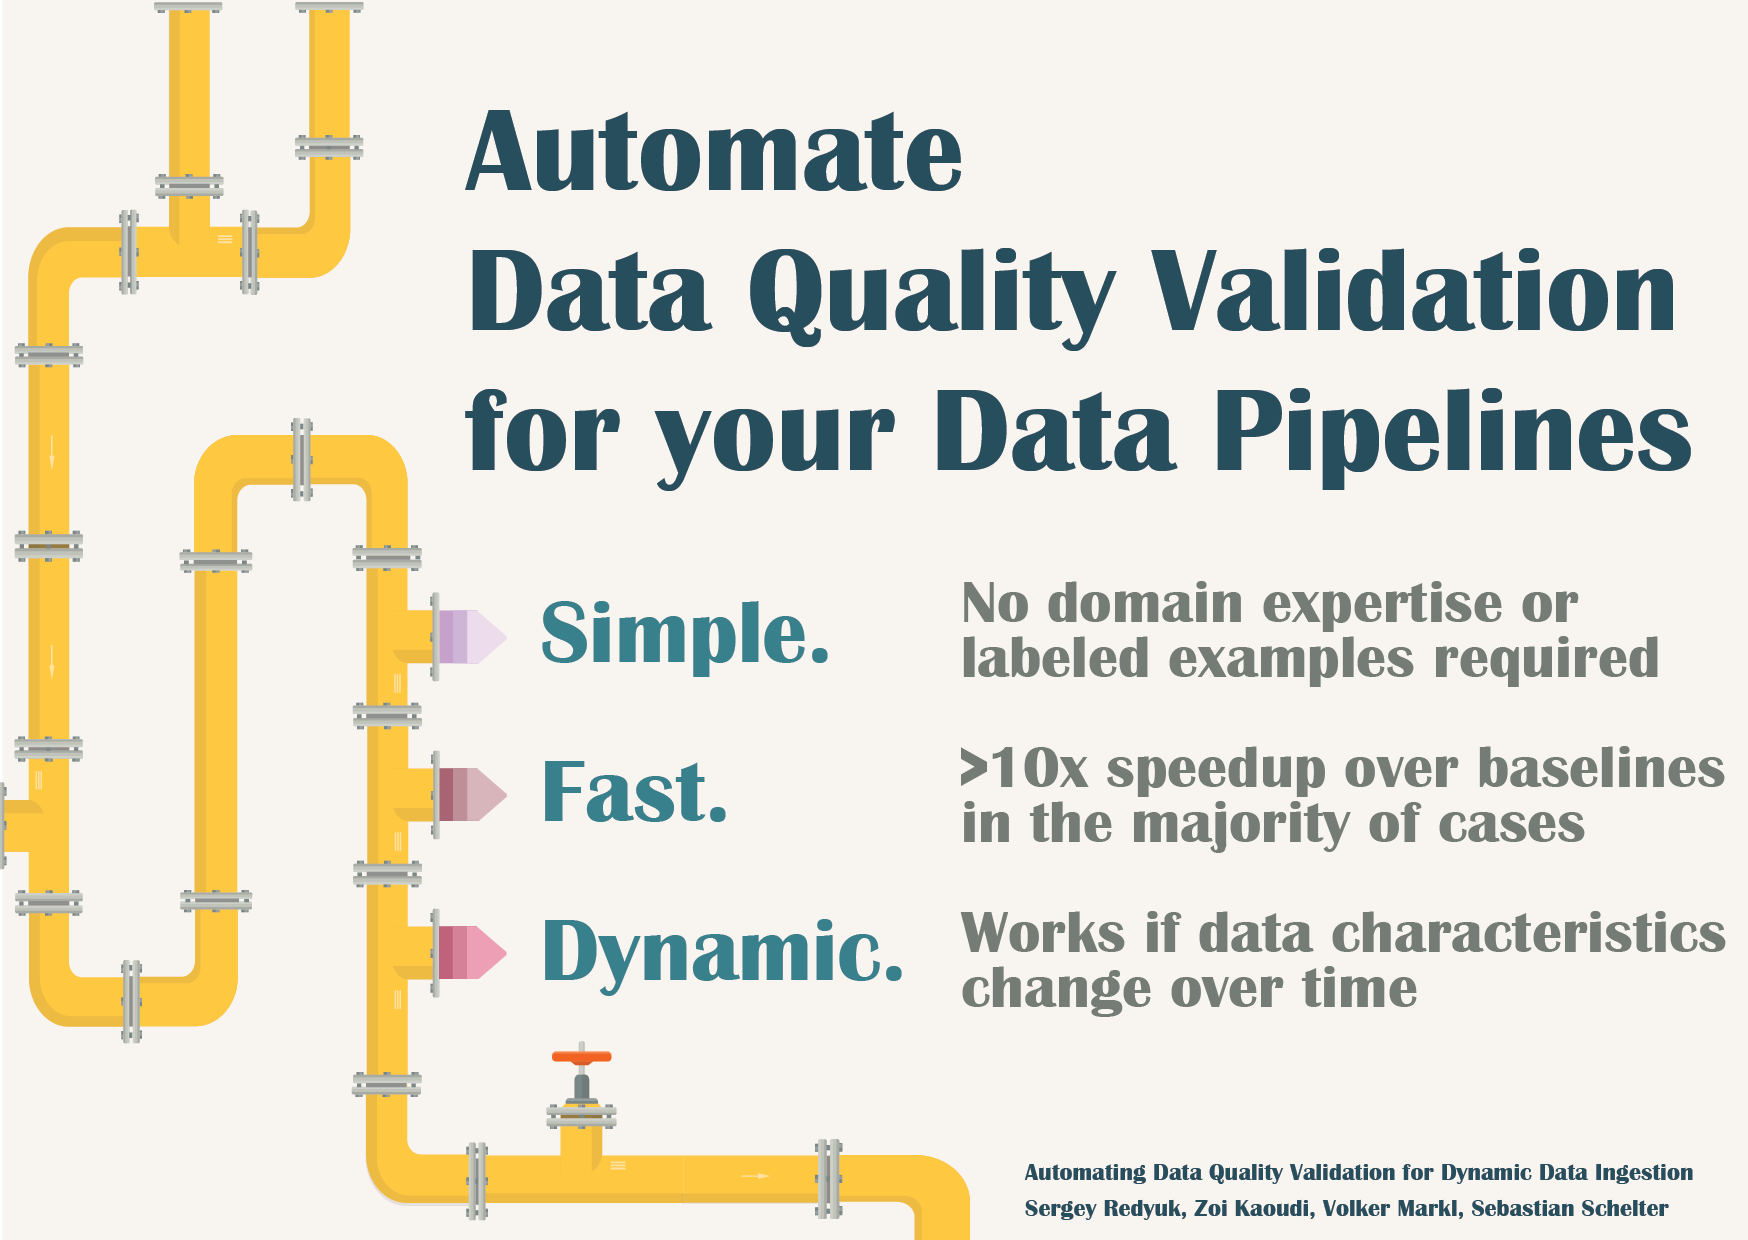 Automate
Data Quality Validation
for your Data Pipelines
Simple.
No domain expertise or
labeled examples required
Fast.
>10x speedup over baselines
in the majority of cases
Dynamic.
Works if data characteristics
change over time
Automating Data Quality Validation for Dynamic Data Ingestion
Sergey Redyuk, Zoi Kaoudi, Volker Markl, Sebastian Schelter